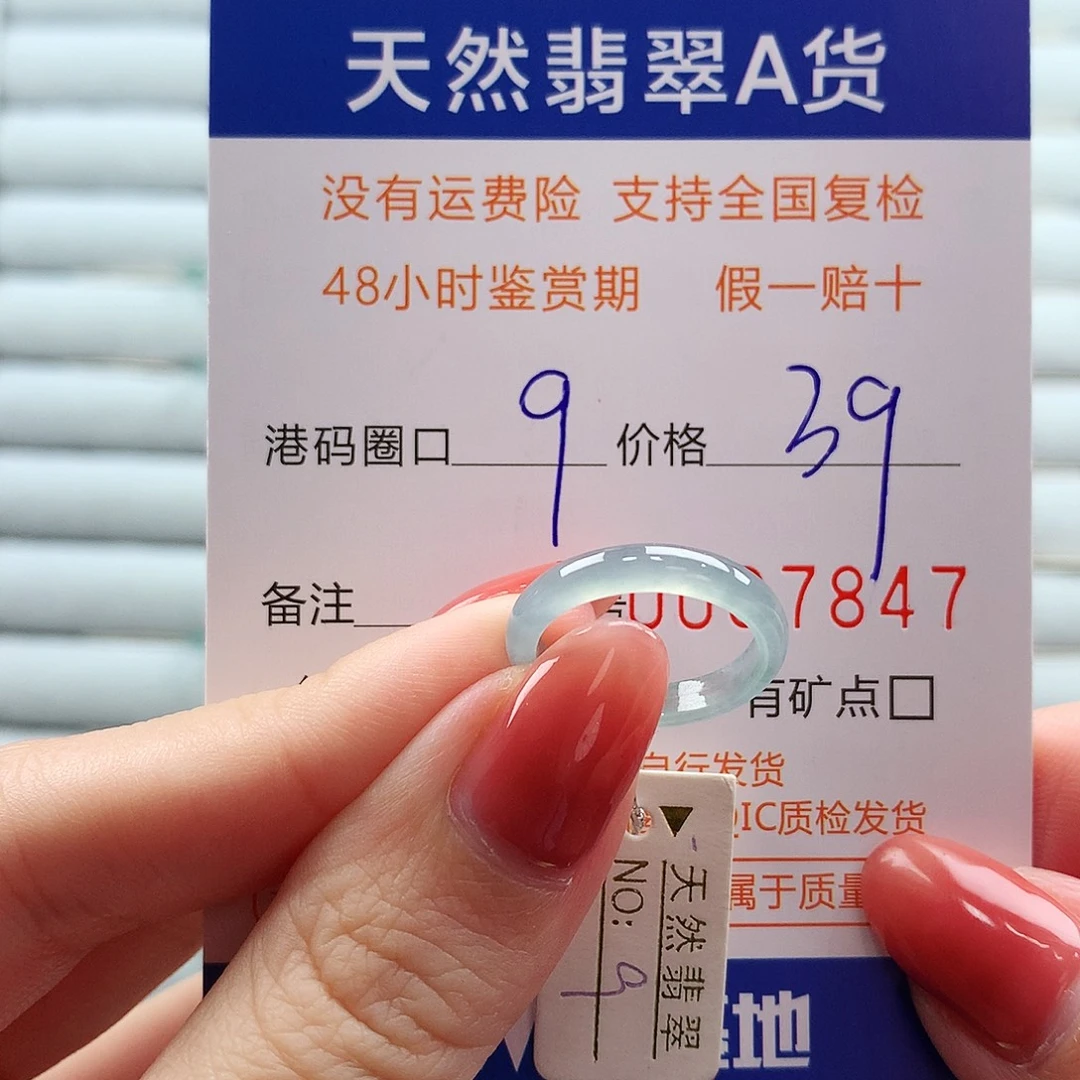 天然翡翠A货
没有运费险 支持全国复检
48小时鉴赏期 假一赔十
港码圈口 9 价格 39
备注 7847
有矿点□
自行发货
QIC质检发货
属于质量
天然翡翠
NO: 9
基地